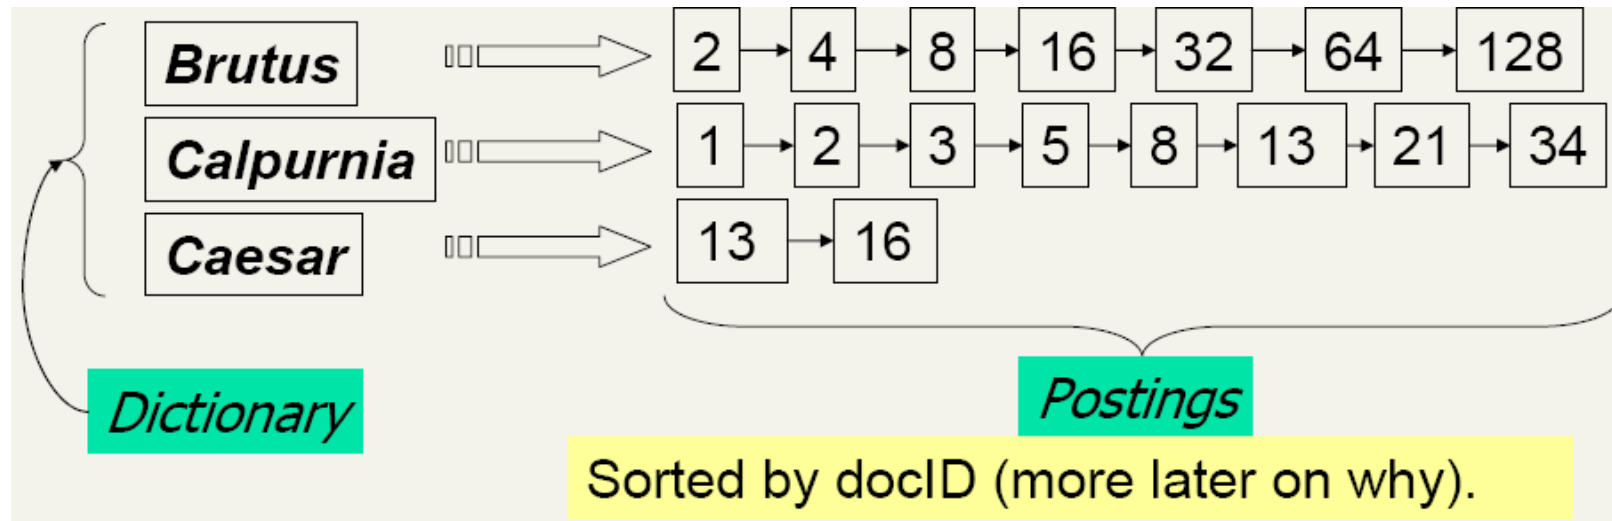 Brutus 2 4 8 16 32 64 128
Calpurnia 1 2 3 5 8 13 21 34
Caesar 13 16
Dictionary
Postings
Sorted by docID (more later on why).